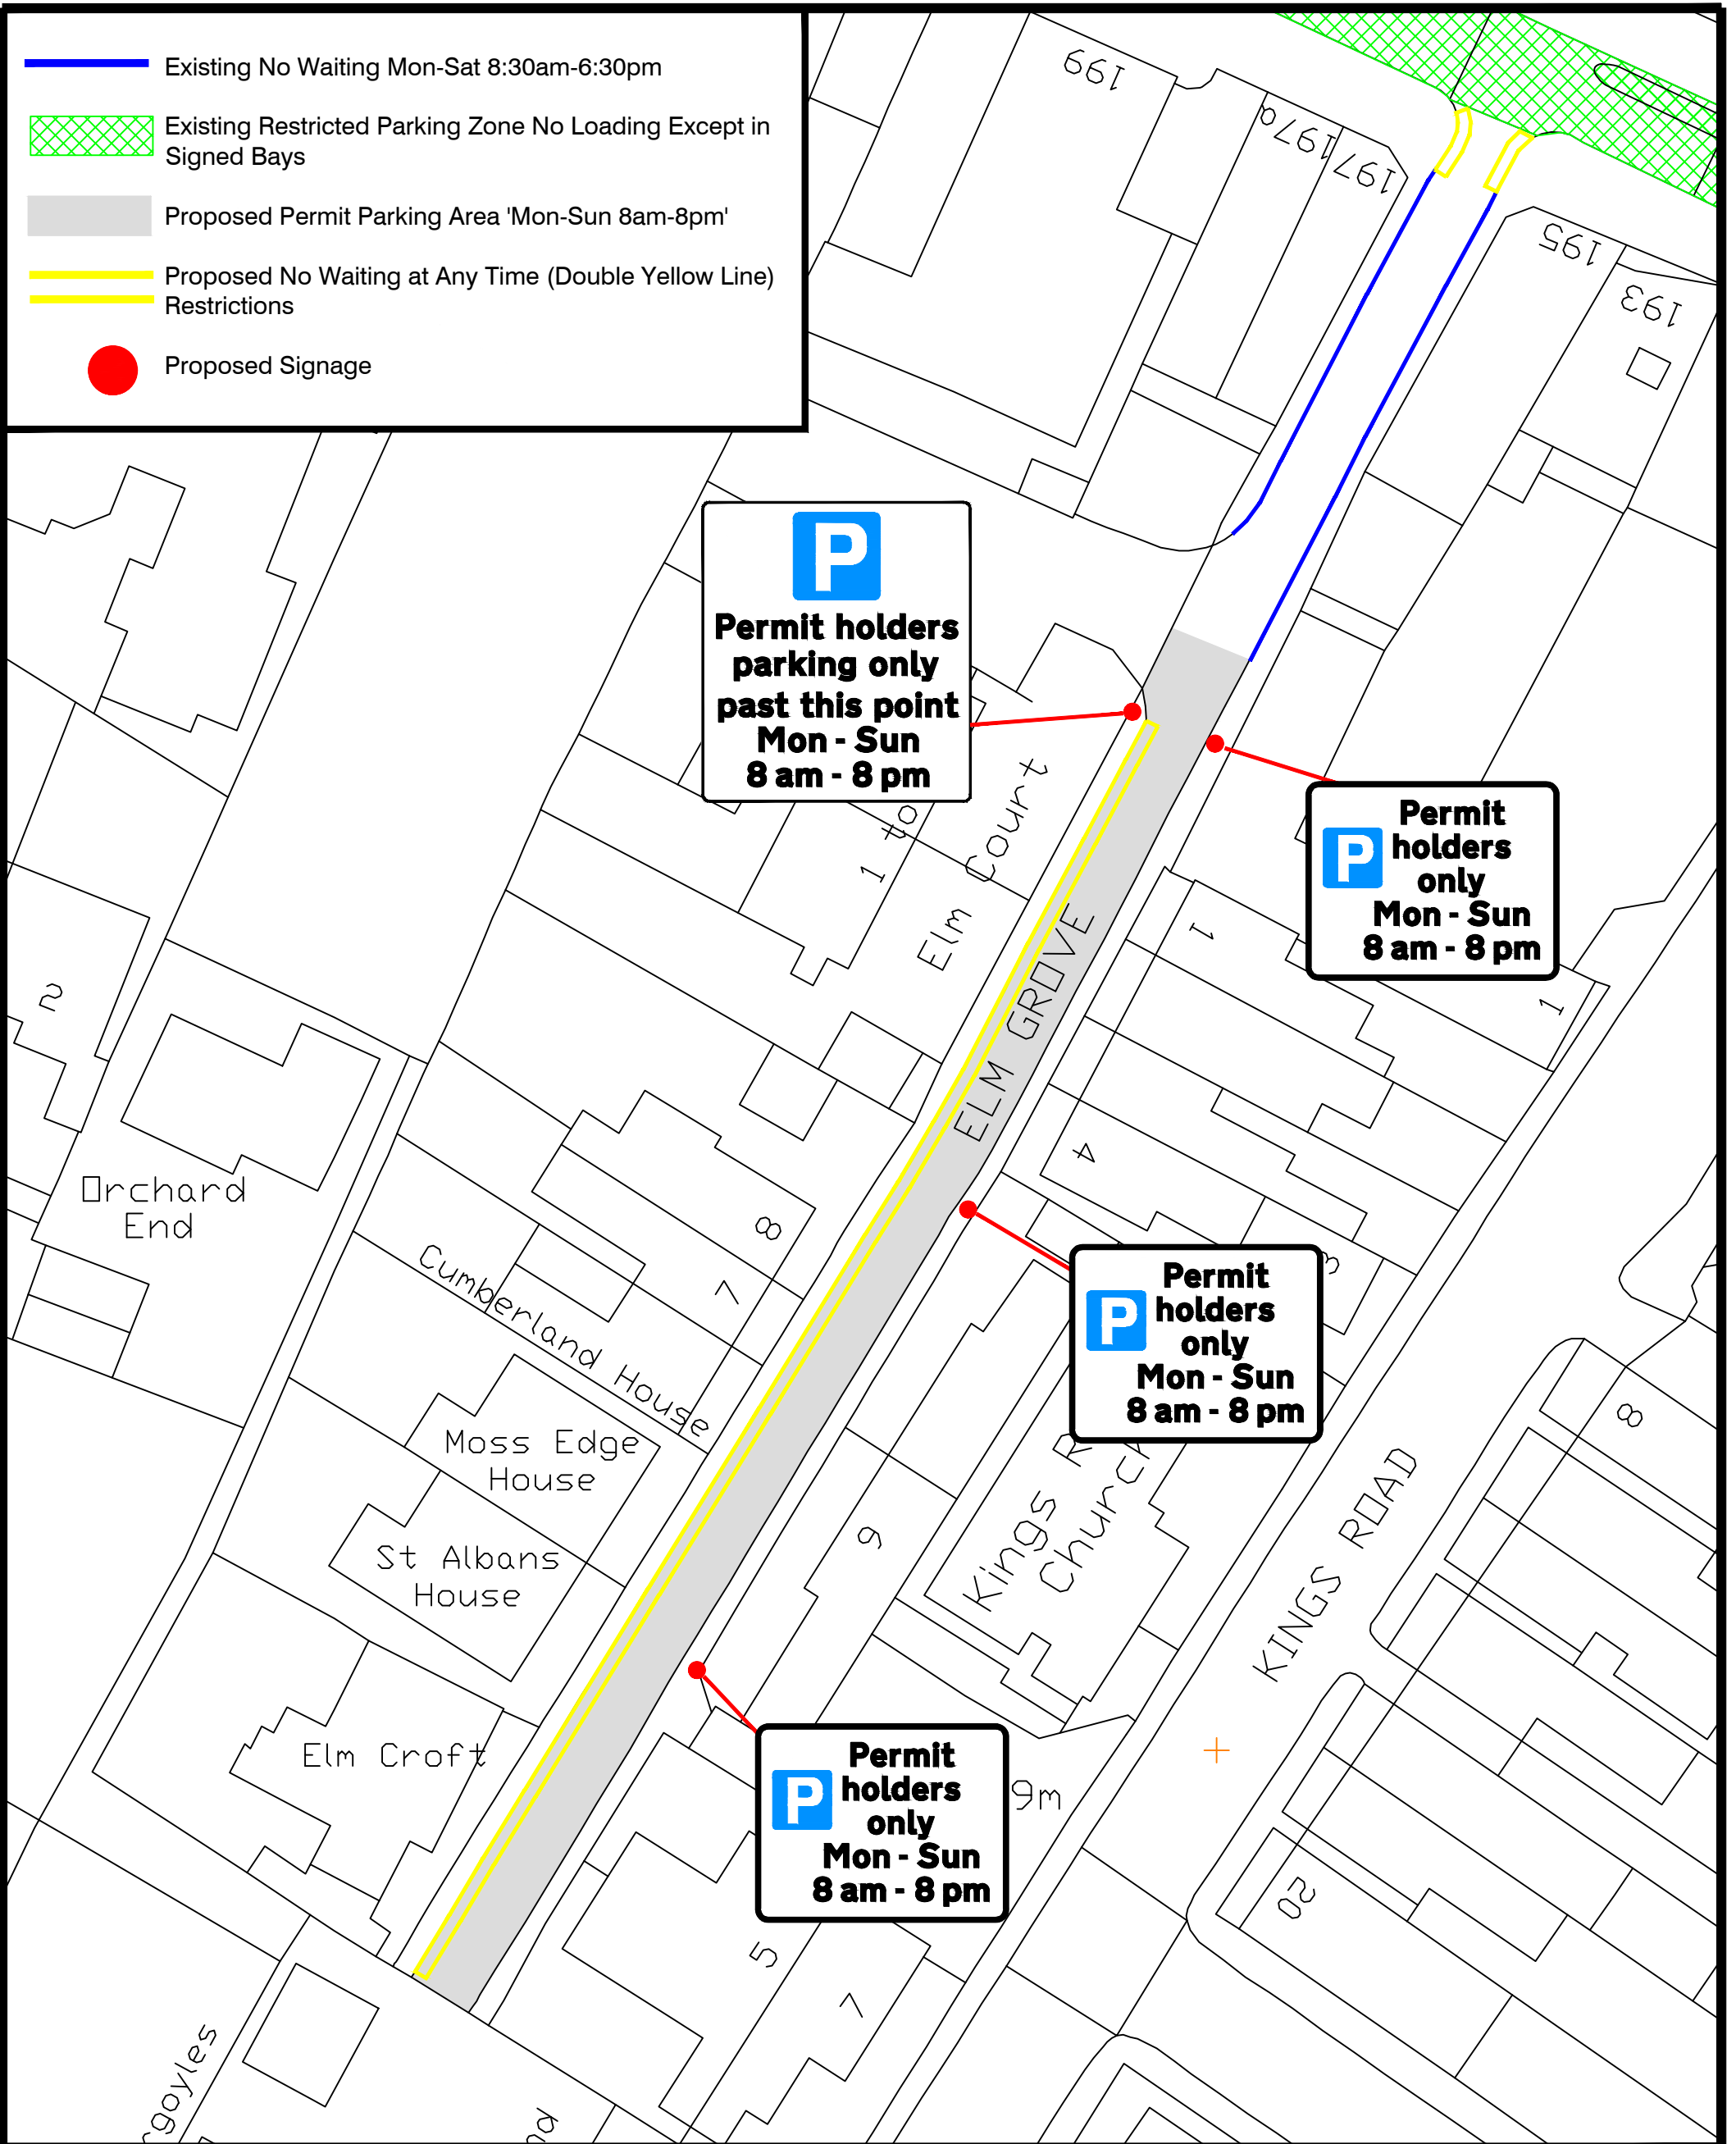 Existing No Waiting Mon-Sat 8:30am-6:30pm
Existing Restricted Parking Zone No Loading Except in
Signed Bays
Proposed Permit Parking Area 'Mon-Sun 8am-8pm'
Proposed No Waiting at Any Time (Double Yellow Line)
Restrictions
Proposed Signage
199
197a
197
195
193
P
Permit holders
parking only
past this point
Mon - Sun
8 am - 8 pm
P
Permit
holders
only
Mon - Sun
8 am - 8 pm
1 to
Elm Court
ELM GROVE
1
1
2
4
3
Orchard
End
8
7
Cumberland House
P
Permit
holders
only
Mon - Sun
8 am - 8 pm
Moss Edge
House
St Albans
House
6
Kings R
Church
KINGS ROAD
8
Elm Croft
P
Permit
holders
only
Mon - Sun
8 am - 8 pm
9m
20
5
7